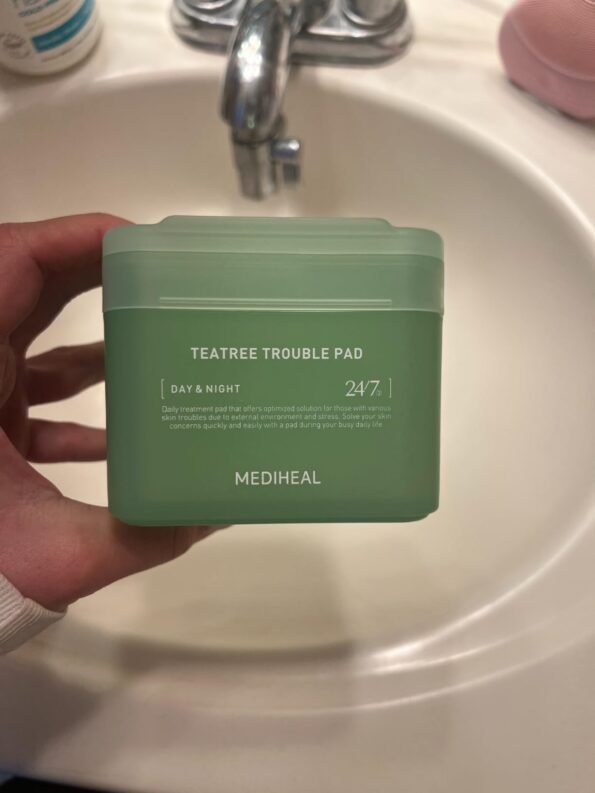 TEATREE TROUBLE PAD
[ DAY & NIGHT 24/7 ]
Daily treatment pad that offers optimized solution for those with various
skin troubles due to external environment and stress. Solve your skin
concerns quickly and easily with a pad during your busy daily life
MEDIHEAL